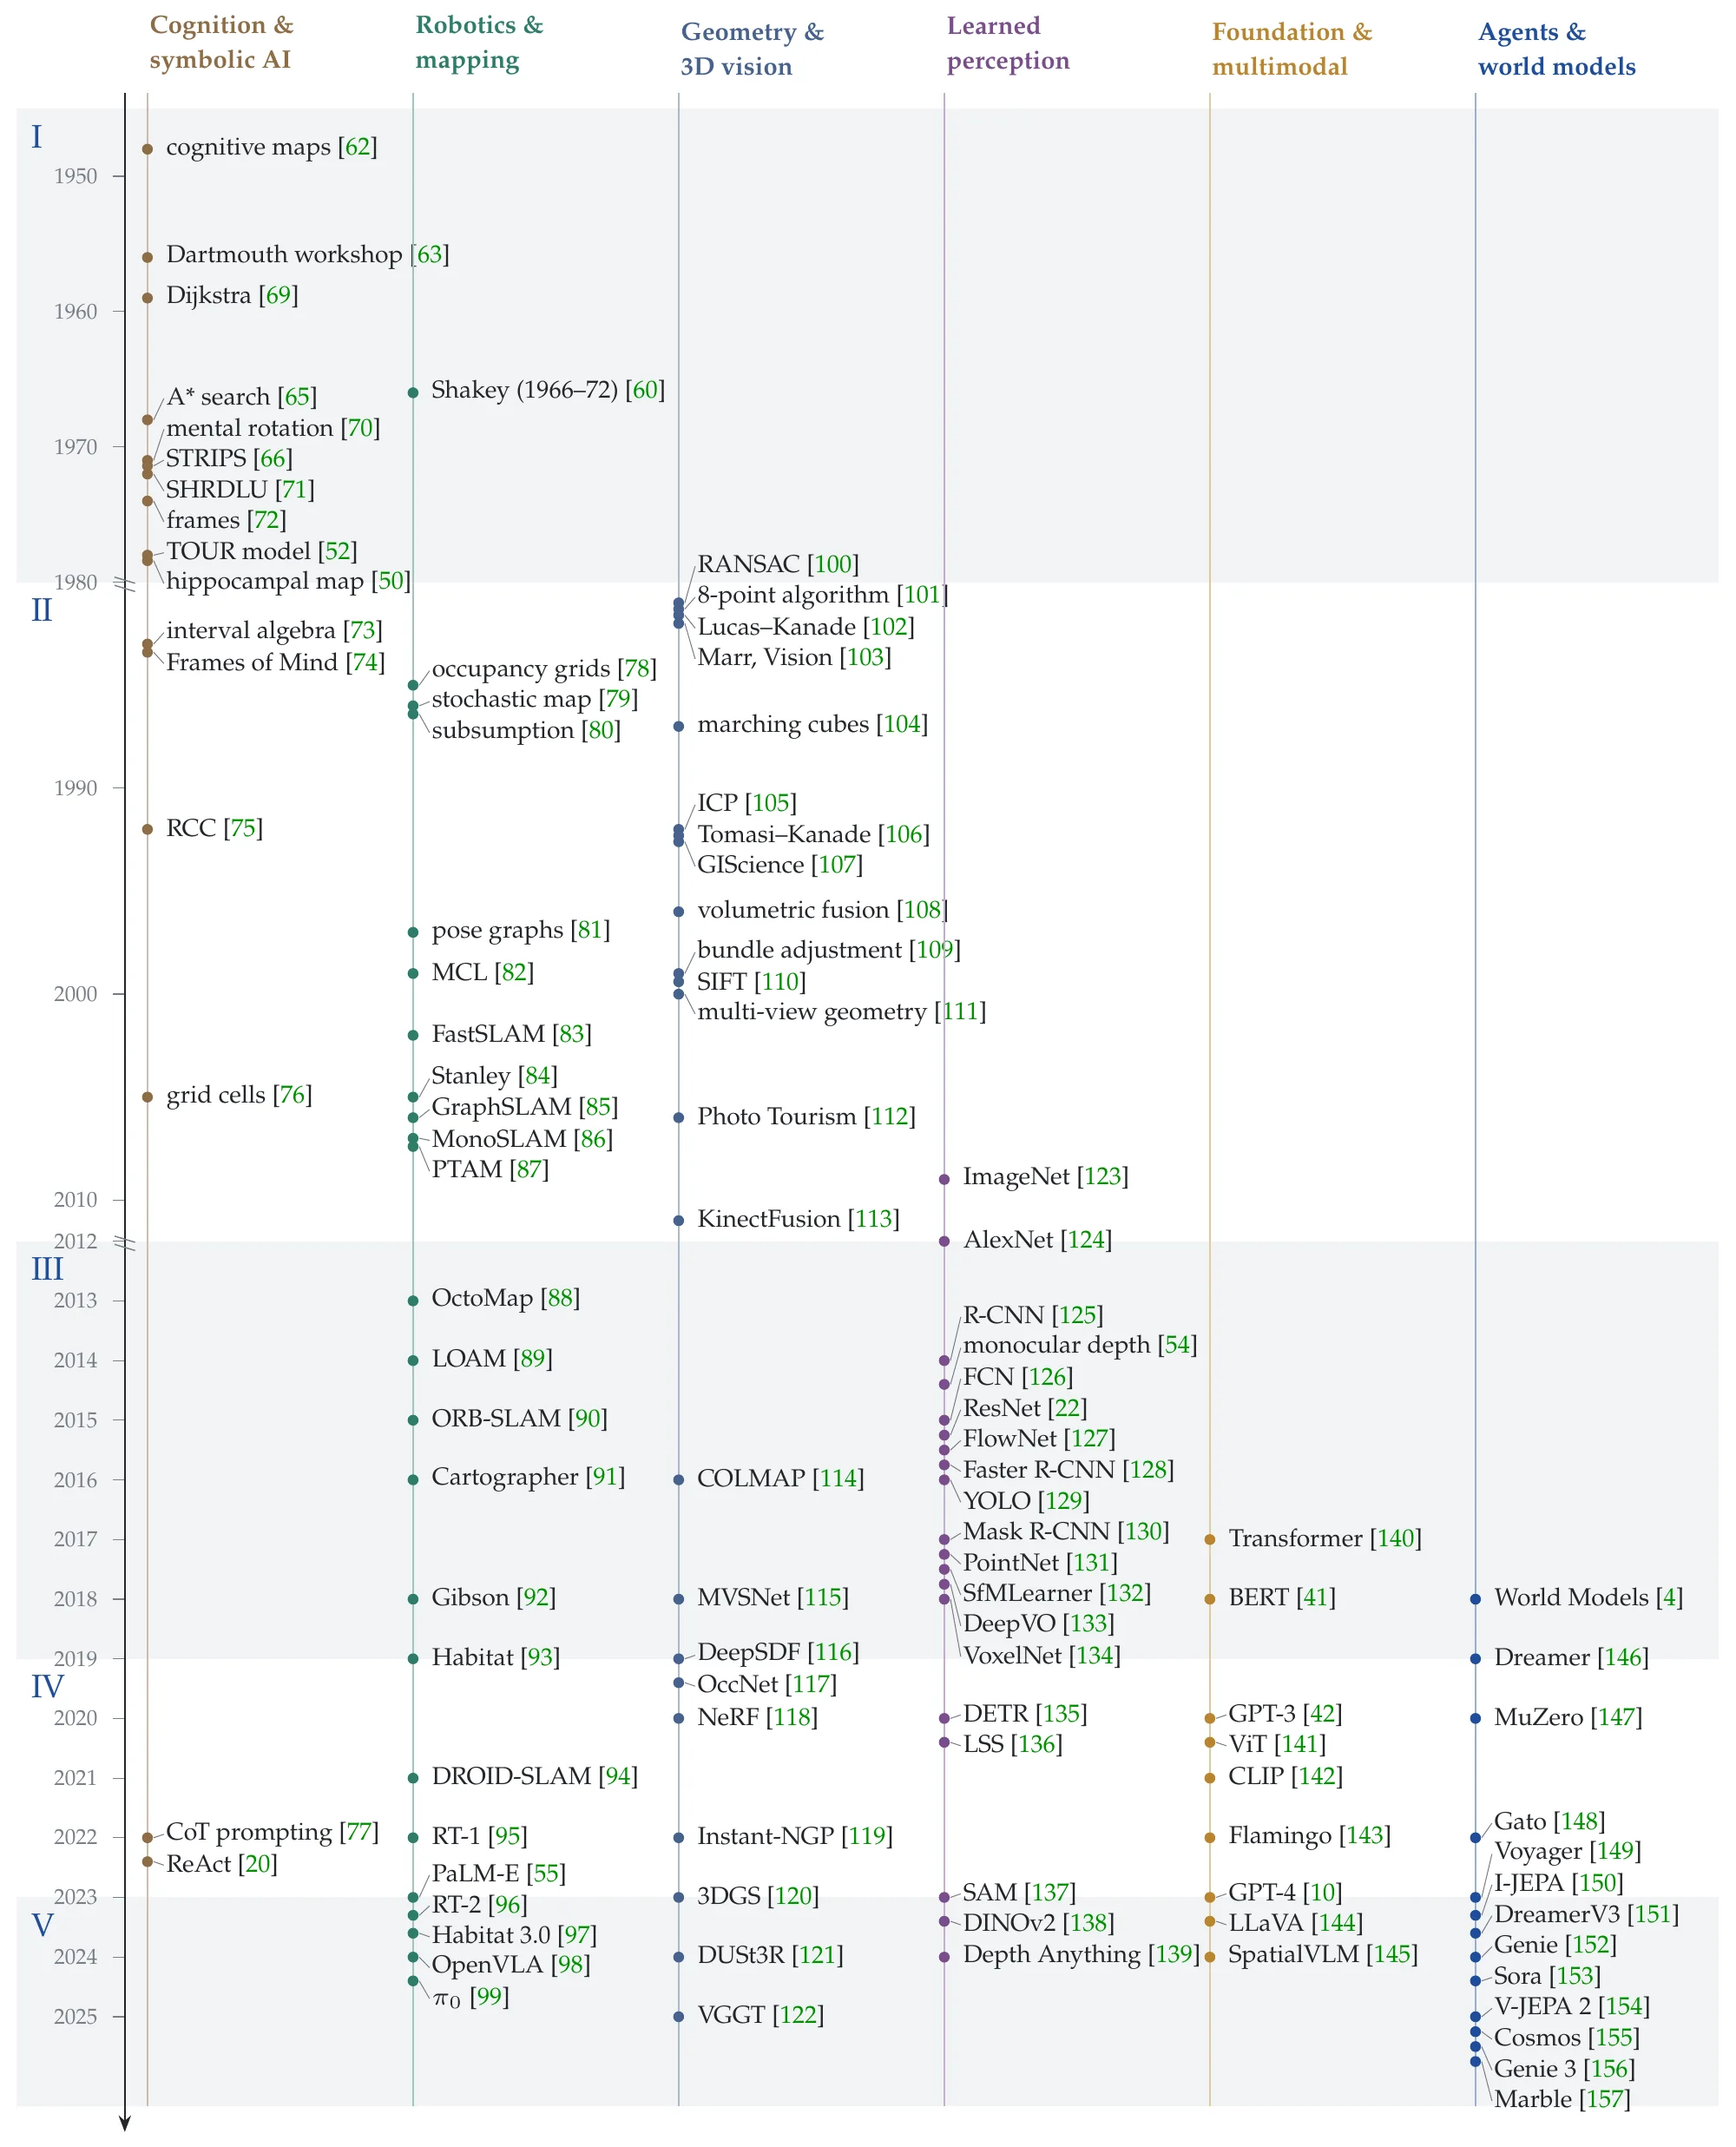 Cognition &
symbolic AI
Robotics &
mapping
Geometry &
3D vision
Learned
perception
Foundation &
multimodal
Agents &
world models
I
1950
1960
1970
1980
II
1990
2000
2010
2012
III
2013
2014
2015
2016
2017
2018
2019
IV
2020
2021
2022
2023
V
2024
2025
cognitive maps [62]
Dartmouth workshop [63]
Dijkstra [69]
A* search [65]
mental rotation [70]
STRIPS [66]
SHRDLU [71]
frames [72]
TOUR model [52]
hippocampal map [50]
interval algebra [73]
Frames of Mind [74]
RCC [75]
grid cells [76]
CoT prompting [77]
ReAct [20]
Shakey (1966–72) [60]
occupancy grids [78]
stochastic map [79]
subsumption [80]
pose graphs [81]
MCL [82]
FastSLAM [83]
Stanley [84]
GraphSLAM [85]
MonoSLAM [86]
PTAM [87]
OctoMap [88]
LOAM [89]
ORB-SLAM [90]
Cartographer [91]
Gibson [92]
Habitat [93]
DROID-SLAM [94]
RT-1 [95]
PaLM-E [55]
RT-2 [96]
Habitat 3.0 [97]
OpenVLA [98]
π0 [99]
RANSAC [100]
8-point algorithm [101]
Lucas–Kanade [102]
Marr, Vision [103]
marching cubes [104]
ICP [105]
Tomasi–Kanade [106]
GIScience [107]
volumetric fusion [108]
bundle adjustment [109]
SIFT [110]
multi-view geometry [111]
Photo Tourism [112]
KinectFusion [113]
COLMAP [114]
MVSNet [115]
DeepSDF [116]
OccNet [117]
NeRF [118]
Instant-NGP [119]
3DGS [120]
DUSt3R [121]
VGGT [122]
ImageNet [123]
AlexNet [124]
R-CNN [125]
monocular depth [54]
FCN [126]
ResNet [22]
FlowNet [127]
Faster R-CNN [128]
YOLO [129]
Mask R-CNN [130]
PointNet [131]
SfMLearner [132]
DeepVO [133]
VoxelNet [134]
DETR [135]
LSS [136]
SAM [137]
DINOv2 [138]
Depth Anything [139]
Transformer [140]
BERT [41]
GPT-3 [42]
ViT [141]
CLIP [142]
Flamingo [143]
GPT-4 [10]
LLaVA [144]
SpatialVLM [145]
World Models [4]
Dreamer [146]
MuZero [147]
Gato [148]
Voyager [149]
I-JEPA [150]
DreamerV3 [151]
Genie [152]
Sora [153]
V-JEPA 2 [154]
Cosmos [155]
Genie 3 [156]
Marble [157]